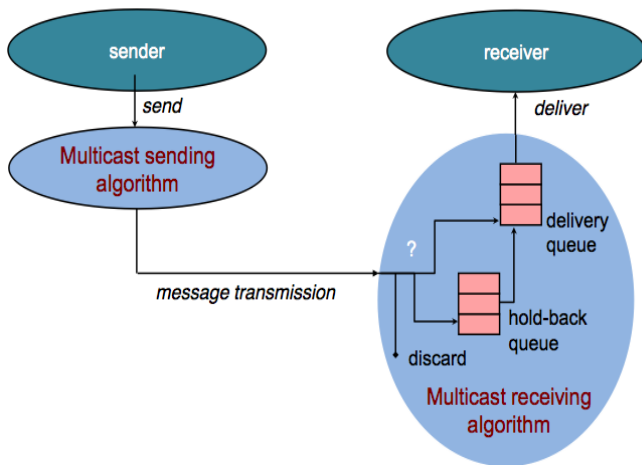 sender
receiver
send
deliver
Multicast sending
algorithm
?
delivery
queue
message transmission
hold-back
queue
discard
Multicast receiving
algorithm